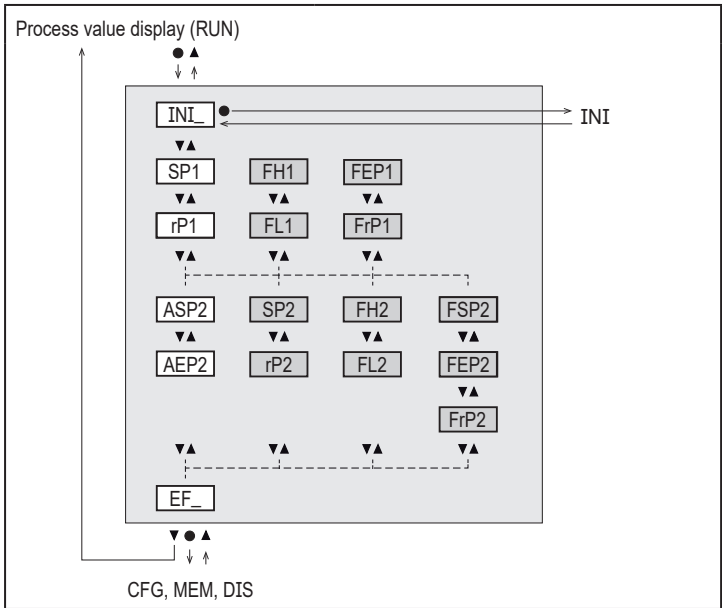 Process value display (RUN)
INI_
INI
SP1 FH1 FEP1
rP1 FL1 FrP1
ASP2 SP2 FH2 FSP2
AEP2 rP2 FL2 FEP2
FrP2
EF_
CFG, MEM, DIS